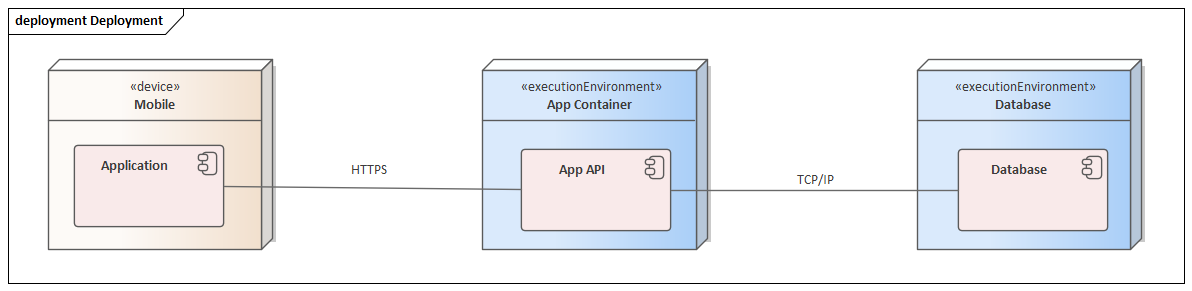 deployment Deployment
«device»
Mobile
Application
HTTPS
«executionEnvironment»
App Container
App API
TCP/IP
«executionEnvironment»
Database
Database